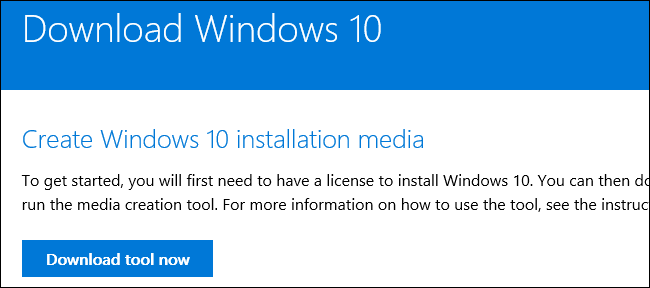 Download Windows 10
Create Windows 10 installation media
To get started, you will first need to have a license to install Windows 10. You can then
run the media creation tool. For more information on how to use the tool, see the
Download tool now